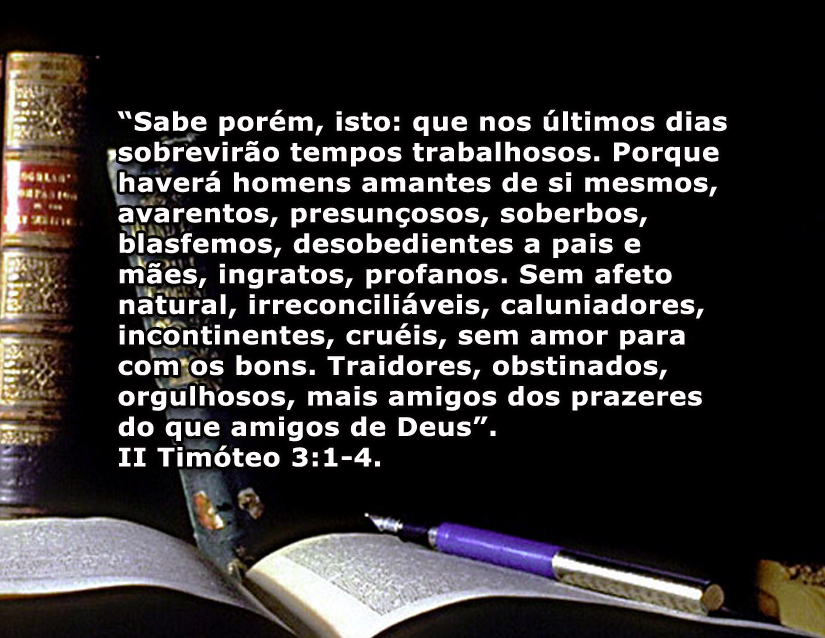 “Sabe porém, isto: que nos últimos dias
sobrevirão tempos trabalhosos. Porque
haverá homens amantes de si mesmos,
avarentos, presunçosos, soberbos,
blasfemos, desobedientes a pais e
mães, ingratos, profanos. Sem afeto
natural, irreconciliáveis, caluniadores,
incontinentes, cruéis, sem amor para
com os bons. Traidores, obstinados,
orgulhosos, mais amigos dos prazeres
do que amigos de Deus”.
II Timóteo 3:1-4.